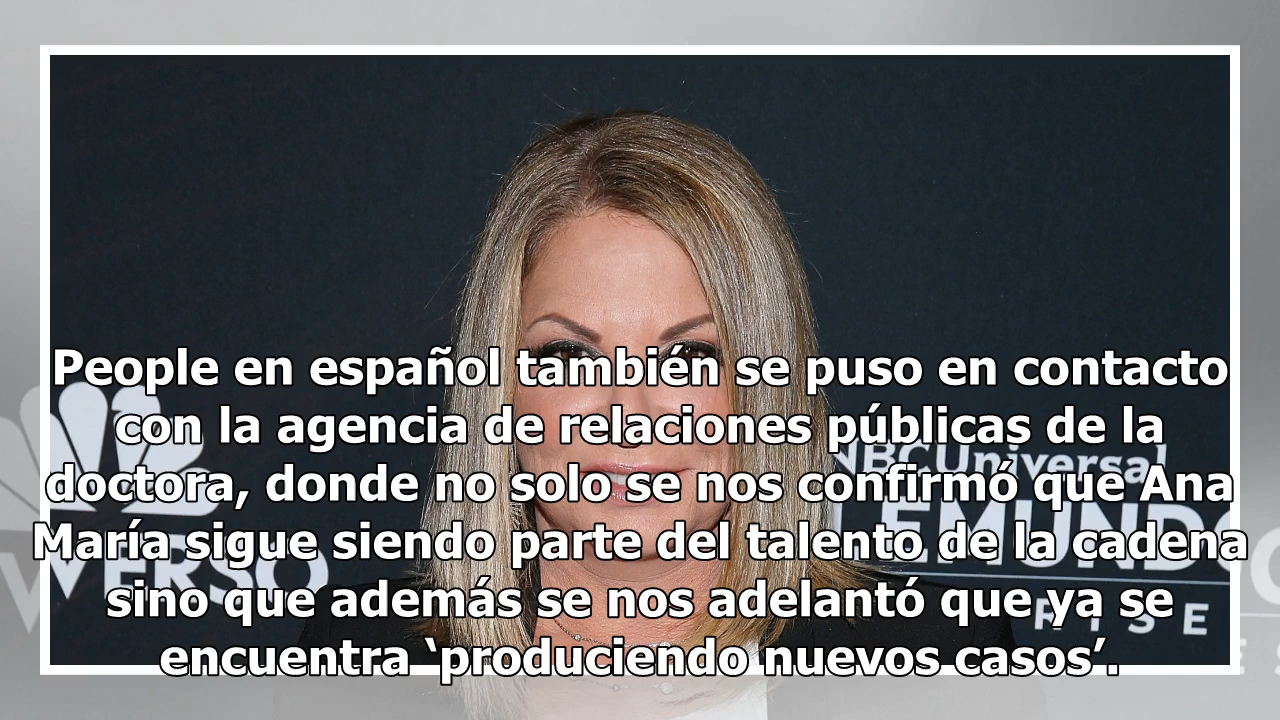 People en español también se puso en contacto
con la agencia de relaciones públicas de la
doctora, donde no solo se nos confirmó que Ana
María sigue siendo parte del talento de la cadena
sino que además se nos adelantó que ya se
encuentra ‘produciendo nuevos casos’.
NBCUniversal